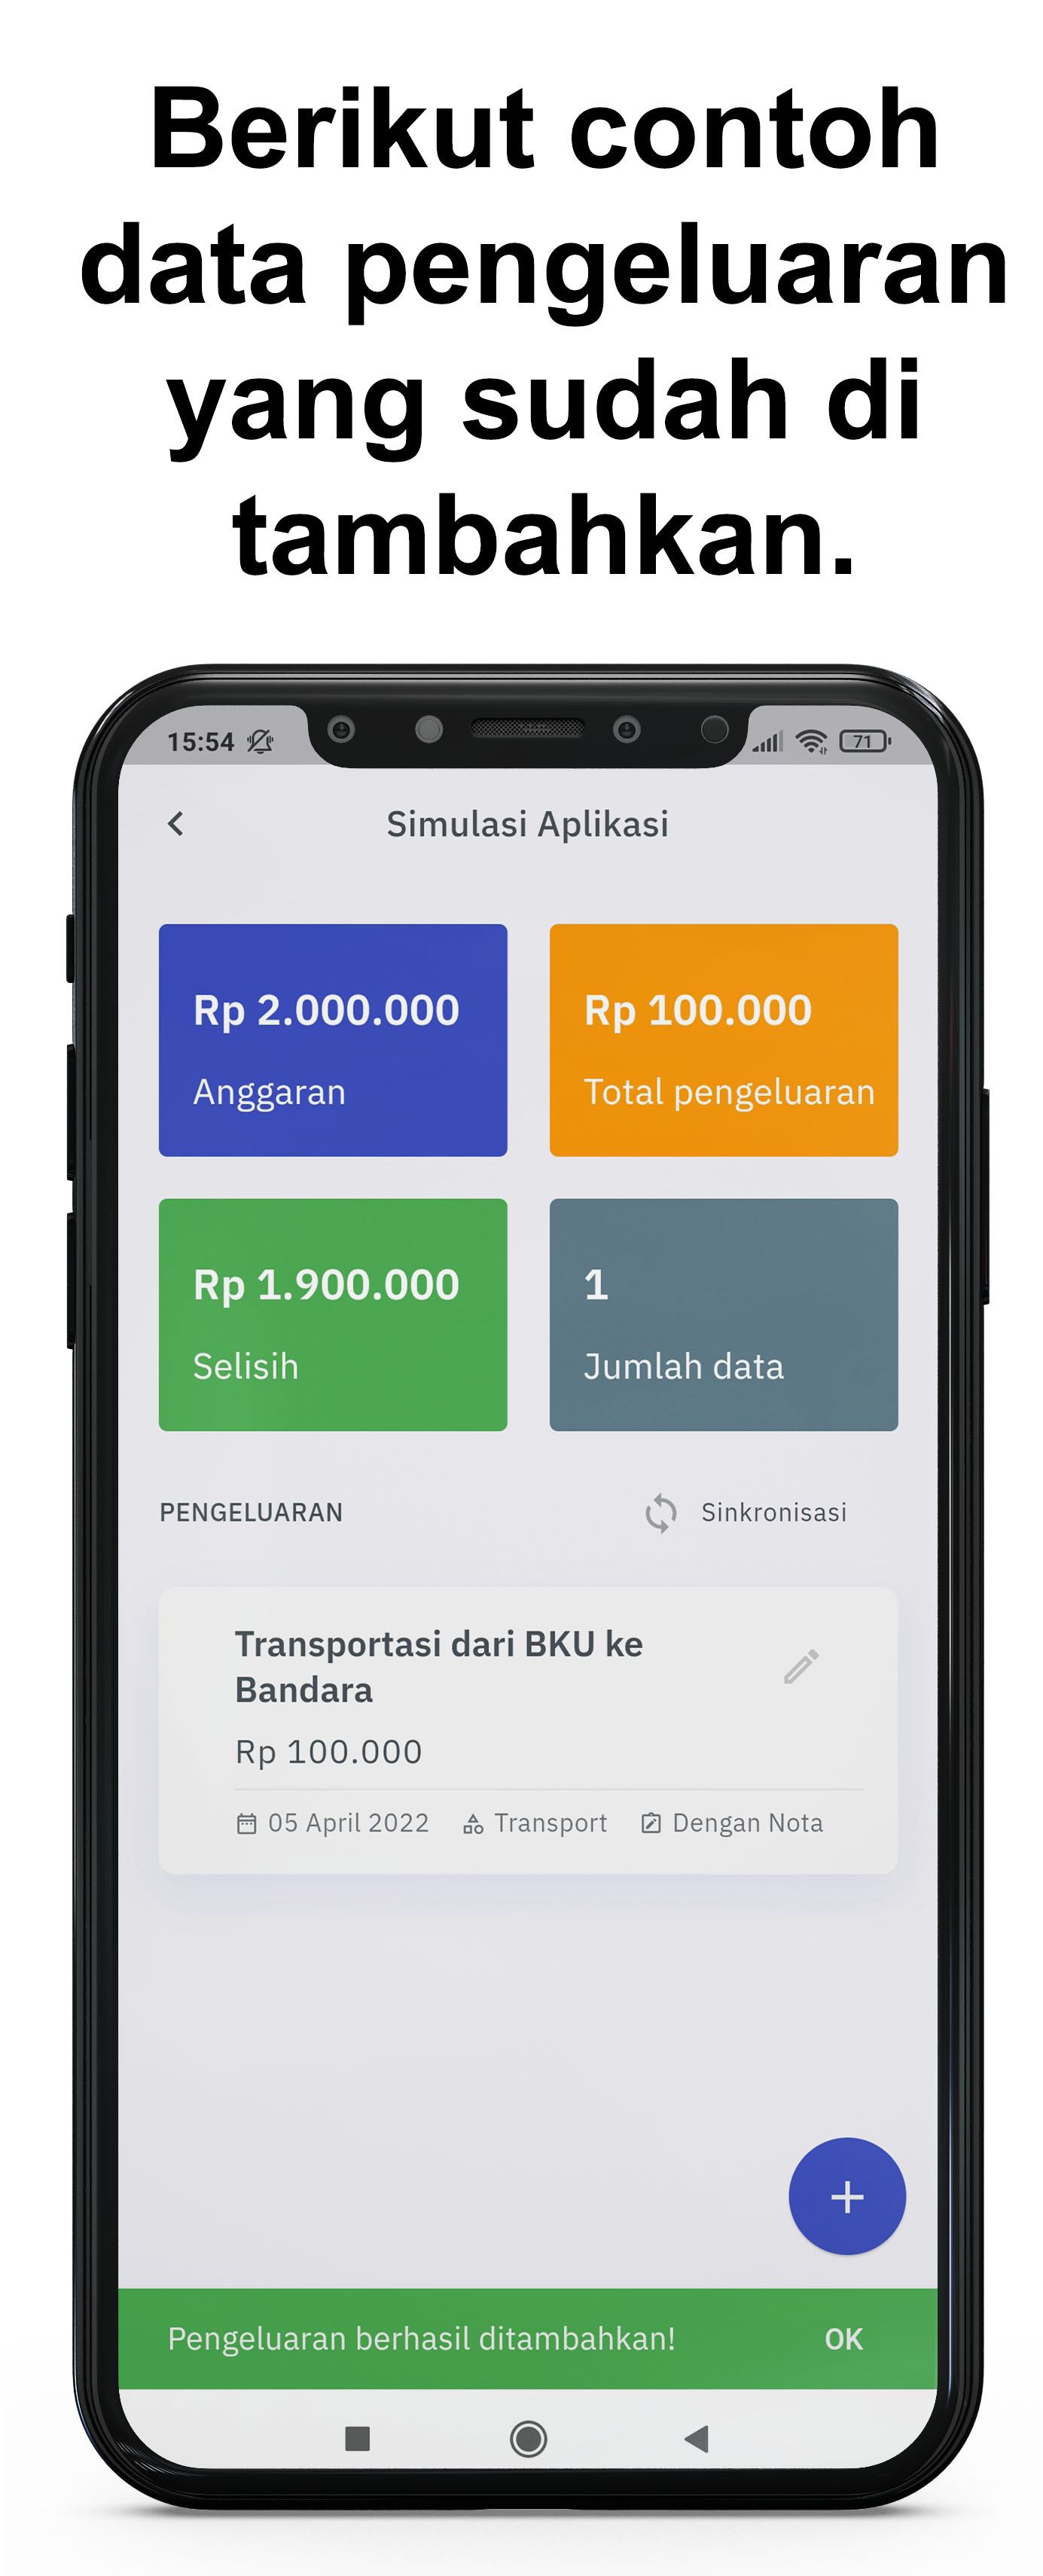 Berikut contoh
data pengeluaran
yang sudah di
tambahkan.
15:54
71
Simulasi Aplikasi
Rp 2.000.000
Anggaran
Rp 100.000
Total pengeluaran
Rp 1.900.000
Selisih
1
Jumlah data
PENGELUARAN
Sinkronisasi
Transportasi dari BKU ke
Bandara
Rp 100.000
05 April 2022
Transport
Dengan Nota
Pengeluaran berhasil ditambahkan!
OK